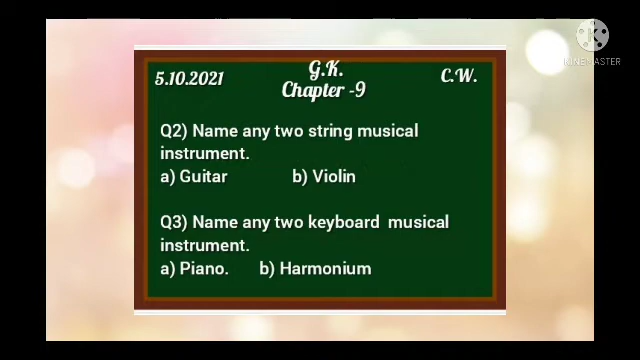 5.10.2021 G.K. C.W.
Chapter -9
Q2) Name any two string musical
instrument.
a) Guitar b) Violin
Q3) Name any two keyboard musical
instrument.
a) Piano. b) Harmonium
KINEMASTER